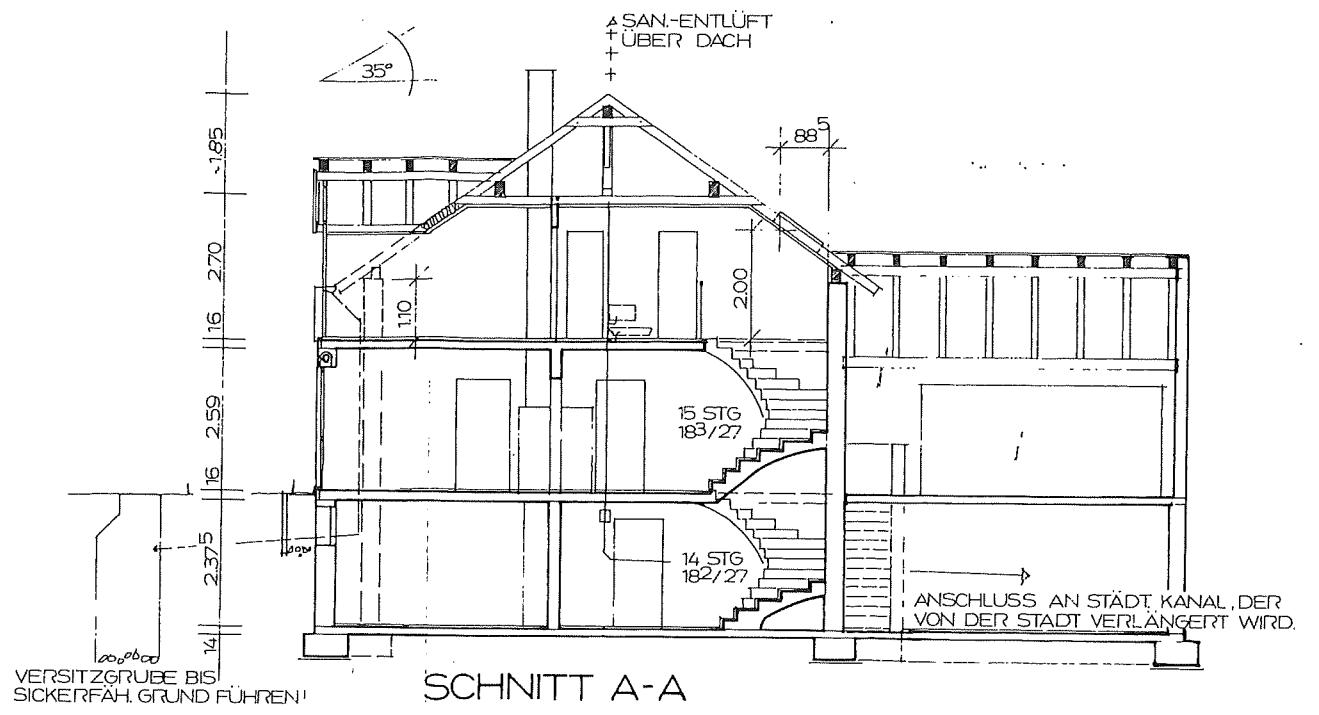 SAN.-ENTLÜFT
ÜBER DACH
35°
~1.85
88⁵
2.70
1.10
2.00
16
2.59
15 STG
18³/27
16
2.37⁵
14 STG
18²/27
ANSCHLUSS AN STÄDT. KANAL, DER
VON DER STADT VERLÄNGERT WIRD.
14
VERSITZGRUBE BIS
SICKERFÄH. GRUND FÜHREN!
SCHNITT A-A